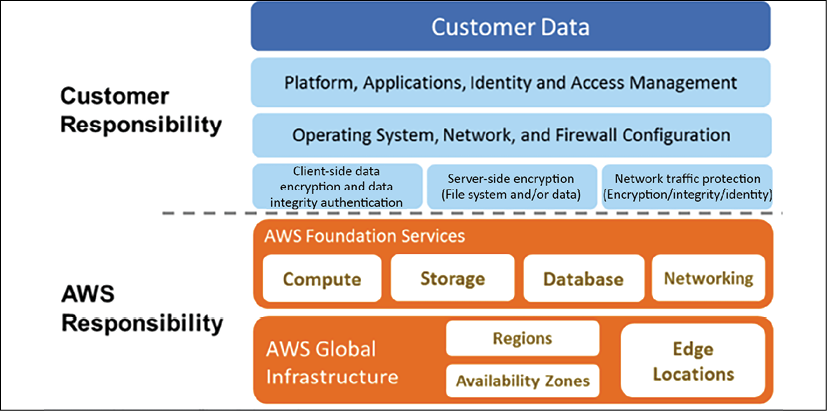 Customer Data
Customer
Responsibility
Platform, Applications, Identity and Access Management
Operating System, Network, and Firewall Configuration
Client-side data
encryption and data
integrity authentication
Server-side encryption
(File system and/or data)
Network traffic protection
(Encryption/integrity/identity)
AWS
Responsibility
AWS Foundation Services
Compute
Storage
Database
Networking
AWS Global
Infrastructure
Regions
Availability Zones
Edge
Locations